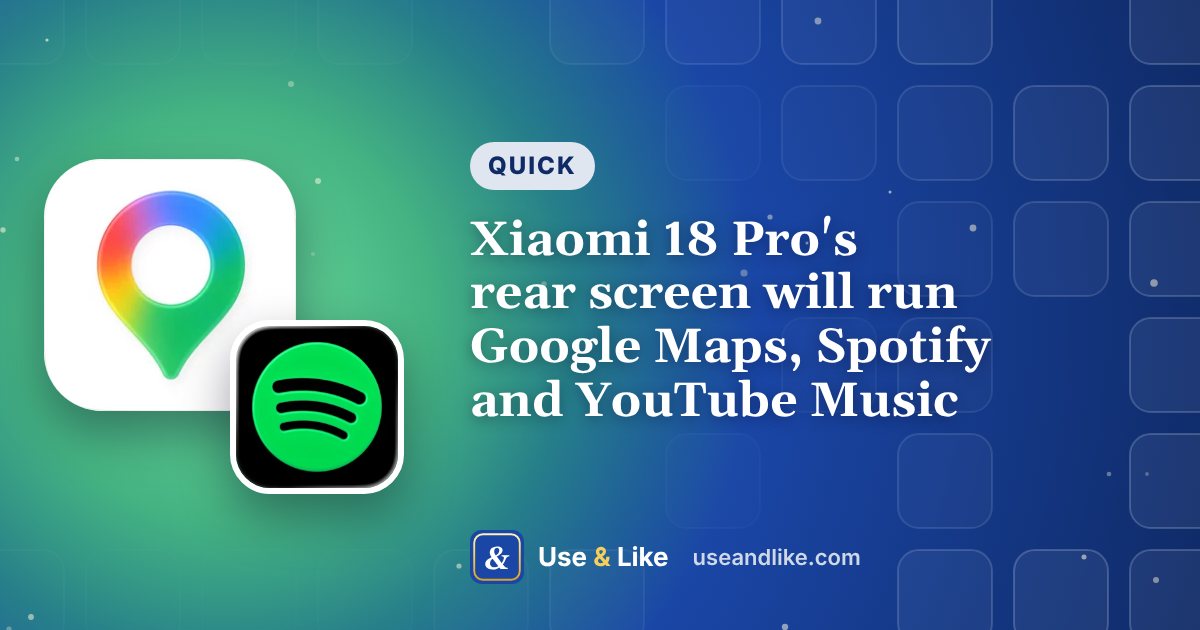 QUICK
Xiaomi 18 Pro's
rear screen will run
Google Maps, Spotify
and YouTube Music
& Use & Like useandlike.com